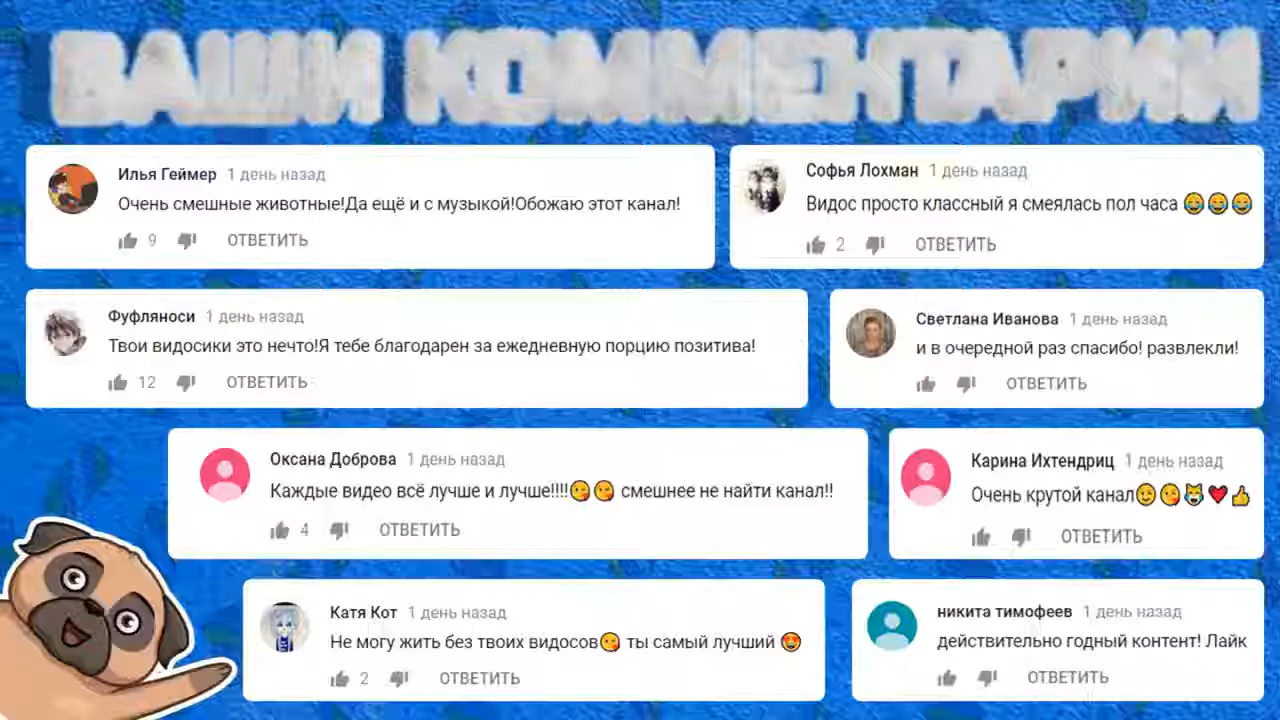 ВАШИ КОММЕНТАРИИ
Илья Геймер 1 день назад
Очень смешные животные!Да ещё и с музыкой!Обожаю этот канал!
9 ОТВЕТИТЬ
Софья Лохман 1 день назад
Видос просто классный я смеялась пол часа 😂😂😂
2 ОТВЕТИТЬ
Фуфляноси 1 день назад
Твои видосики это нечто!Я тебе благодарен за ежедневную порцию позитива!
12 ОТВЕТИТЬ
Светлана Иванова 1 день назад
и в очередной раз спасибо! развлекли!
ОТВЕТИТЬ
Оксана Доброва 1 день назад
Каждые видео всё лучше и лучше!!!!😘😘 смешнее не найти канал!!
4 ОТВЕТИТЬ
Карина Ихтендриц 1 день назад
Очень крутой канал😉😘😹❤👍
ОТВЕТИТЬ
Катя Кот 1 день назад
Не могу жить без твоих видосов😘 ты самый лучший 😍
2 ОТВЕТИТЬ
никита тимофеев 1 день назад
действительно годный контент! Лайк
ОТВЕТИТЬ